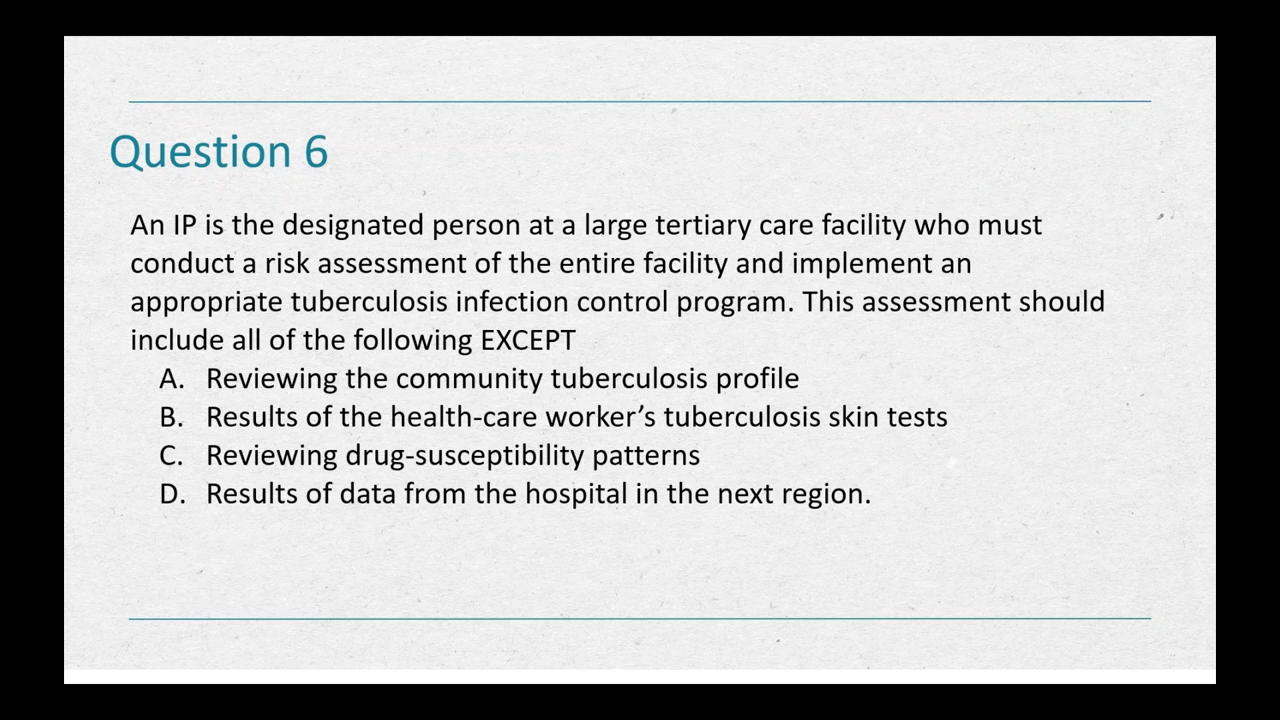 Question 6
An IP is the designated person at a large tertiary care facility who must
conduct a risk assessment of the entire facility and implement an
appropriate tuberculosis infection control program. This assessment should
include all of the following EXCEPT
A. Reviewing the community tuberculosis profile
B. Results of the health-care worker’s tuberculosis skin tests
C. Reviewing drug-susceptibility patterns
D. Results of data from the hospital in the next region.